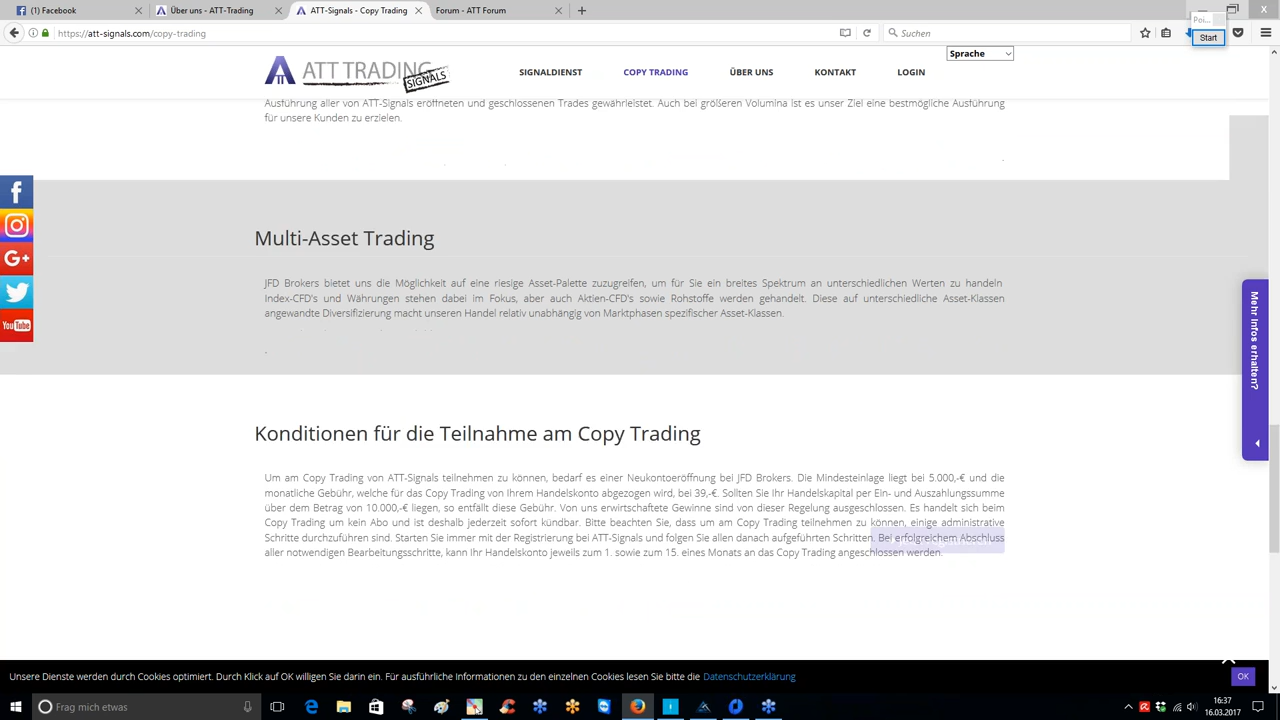 (1) Facebook
Über uns - ATT-Trading
ATT-Signals - Copy Trading
Forum - ATT Forum
Poi...
Start
https://att-signals.com/copy-trading
Suchen
ATT TRADING
SIGNALS
SIGNALDIENST
COPY TRADING
ÜBER UNS
KONTAKT
LOGIN
Sprache
Ausführung aller von ATT-Signals eröffneten und geschlossenen Trades gewährleistet. Auch bei größeren Volumina ist es unser Ziel eine bestmögliche Ausführung
für unsere Kunden zu erzielen.
Multi-Asset Trading
JFD Brokers bietet uns die Möglichkeit auf eine riesige Asset-Palette zuzugreifen, um für Sie ein breites Spektrum an unterschiedlichen Werten zu handeln
Index-CFD's und Währungen stehen dabei im Fokus, aber auch Aktien-CFD's sowie Rohstoffe werden gehandelt. Diese auf unterschiedliche Asset-Klassen
angewandte Diversifizierung macht unseren Handel relativ unabhängig von Marktphasen spezifischer Asset-Klassen.
Mehr Infos erhalten?
Konditionen für die Teilnahme am Copy Trading
Um am Copy Trading von ATT-Signals teilnehmen zu können, bedarf es einer Neukontoeröffnung bei JFD Brokers. Die Mindesteinlage liegt bei 5.000,-€ und die
monatliche Gebühr, welche für das Copy Trading von Ihrem Handelskonto abgezogen wird, bei 39,-€. Sollten Sie Ihr Handelskapital per Ein- und Auszahlungssumme
über dem Betrag von 10.000,-€ liegen, so entfällt diese Gebühr. Von uns erwirtschaftete Gewinne sind von dieser Regelung ausgeschlossen. Es handelt sich beim
Copy Trading um kein Abo und ist deshalb jederzeit sofort kündbar. Bitte beachten Sie, dass um am Copy Trading teilnehmen zu können, einige administrative
Schritte durchzuführen sind. Starten Sie immer mit der Registrierung bei ATT-Signals und folgen Sie allen danach aufgeführten Schritten. Bei erfolgreichem Abschluss
aller notwendigen Bearbeitungsschritte, kann Ihr Handelskonto jeweils zum 1. sowie zum 15. eines Monats an das Copy Trading angeschlossen werden.
Unsere Dienste werden durch Cookies optimiert. Durch Klick auf OK willigen Sie darin ein. Für ausführliche Informationen zu den einzelnen Cookies lesen Sie bitte die Datenschutzerklärung
OK
Frag mich etwas
16:37
16.03.2017
You Tube